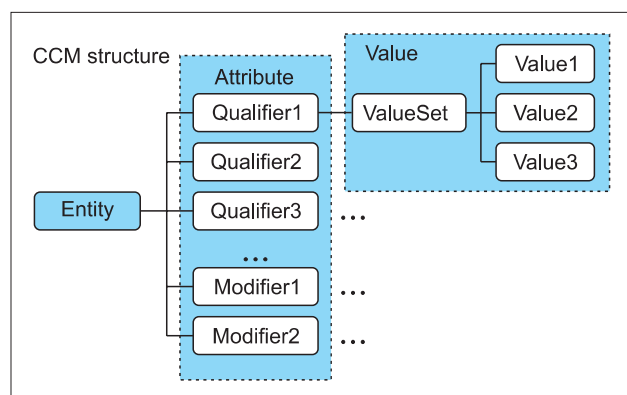 CCM structure
Attribute
Value
Qualifier1
ValueSet
Value1
Value2
Value3
Qualifier2
Entity
Qualifier3
...
...
Modifier1
...
Modifier2
...